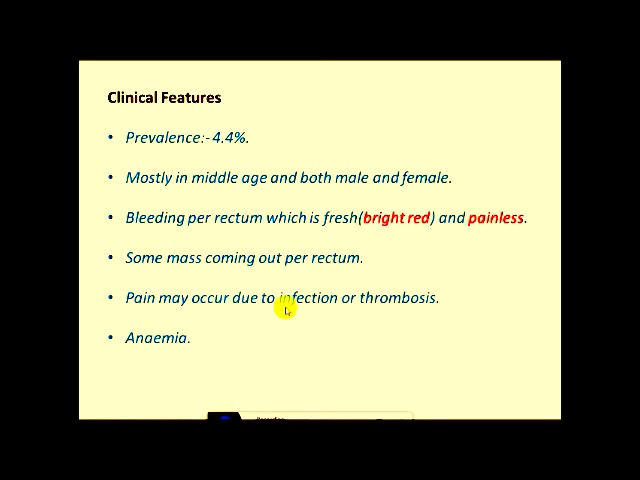 Clinical Features
• Prevalence:- 4.4%.
• Mostly in middle age and both male and female.
• Bleeding per rectum which is fresh(bright red) and painless.
• Some mass coming out per rectum.
• Pain may occur due to infection or thrombosis.
• Anaemia.